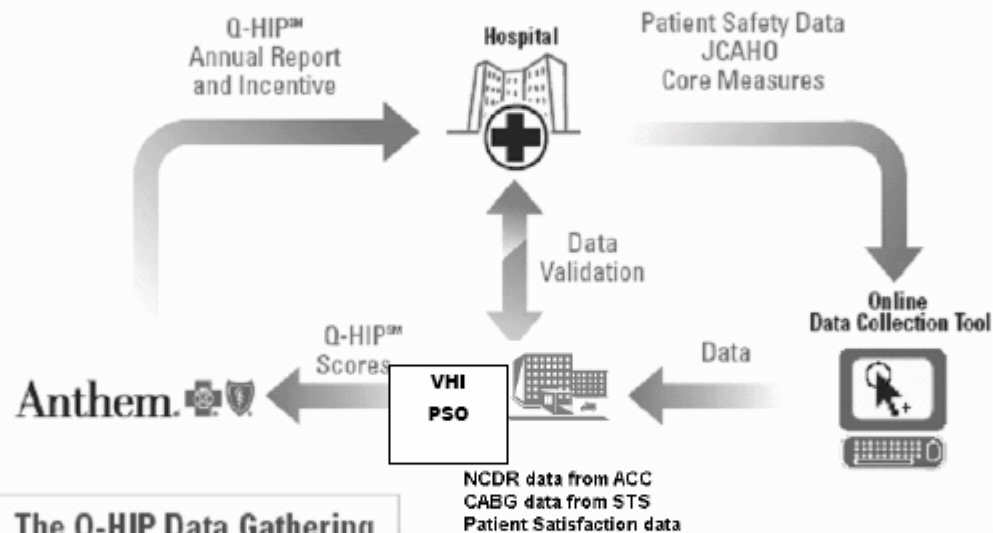 Q-HIP℠
Annual Report
and Incentive
Hospital
Patient Safety Data
JCAHO
Core Measures
Data
Validation
Online
Data Collection Tool
Q-HIP℠
Scores
Data
Anthem.
VHI
PSO
NCDR data from ACC
CABG data from STS
Patient Satisfaction data
The Q-HIP Data Gathering